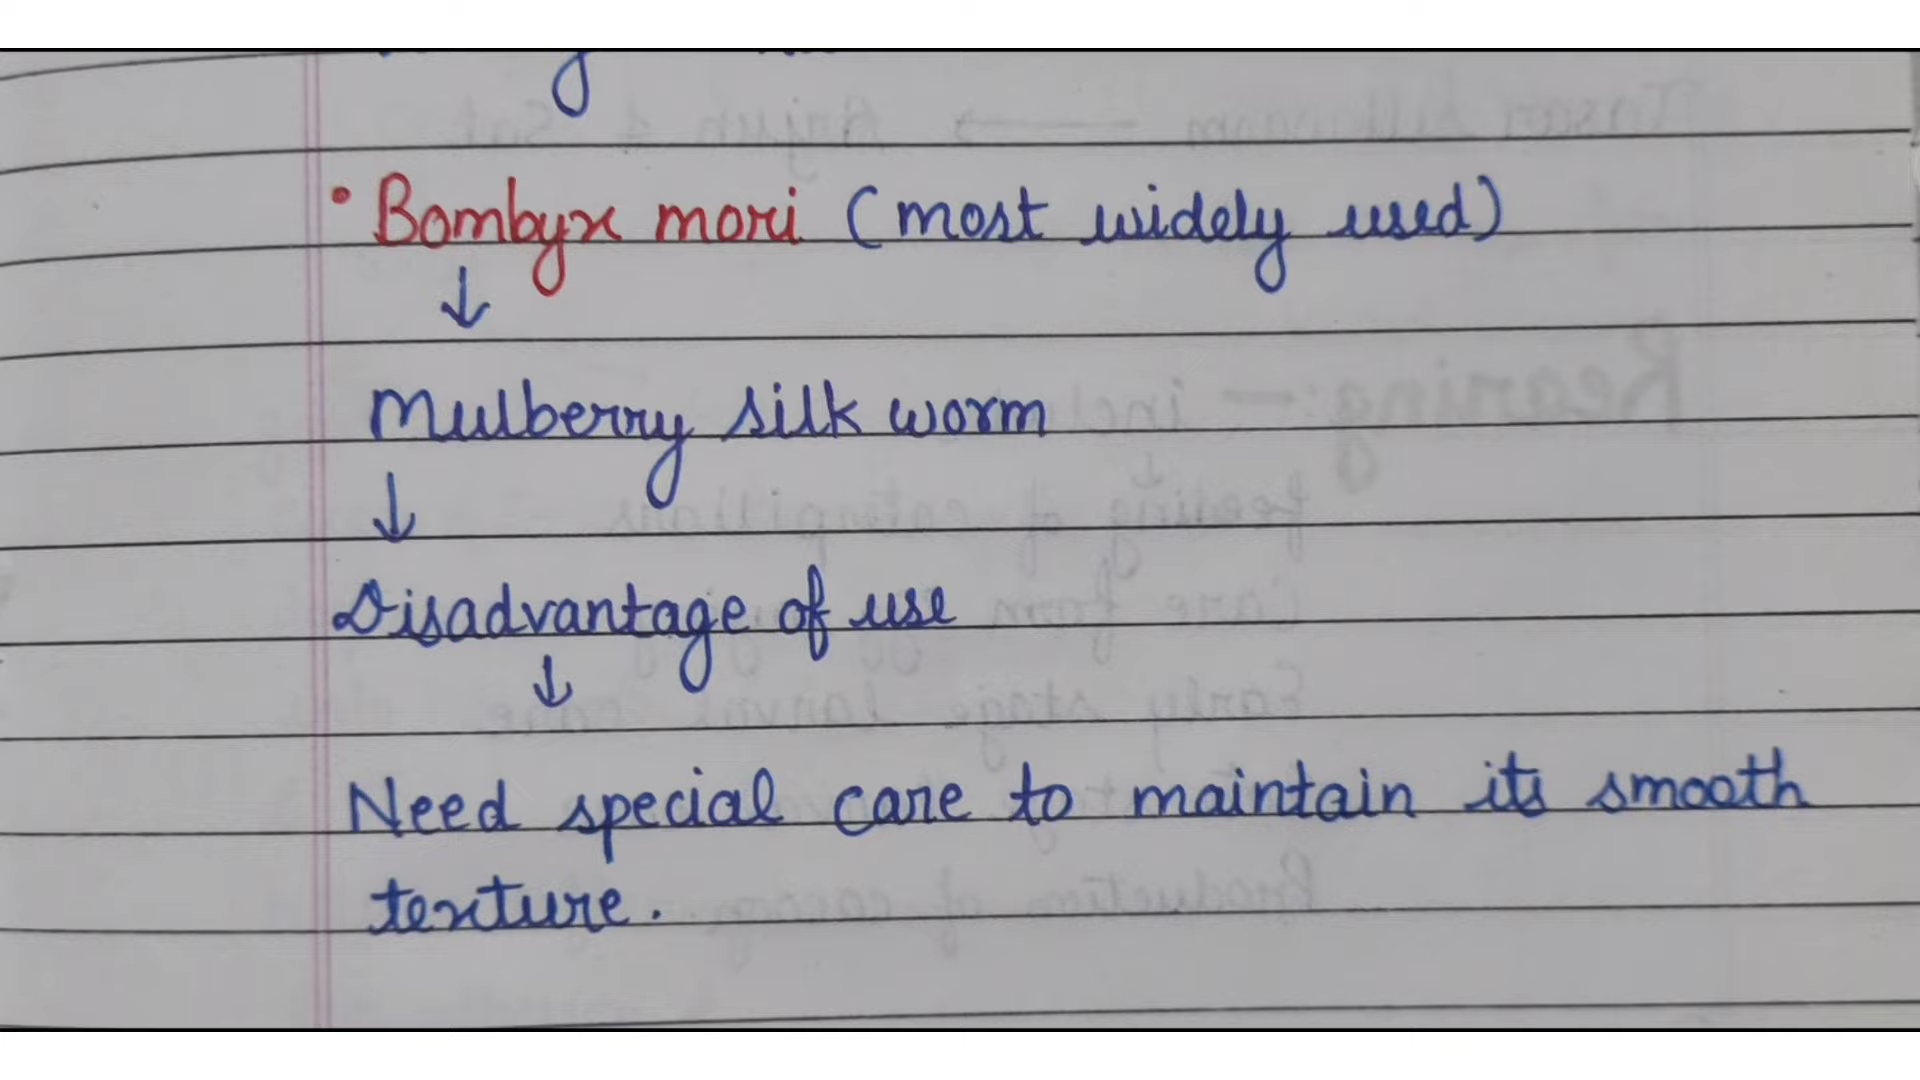 • Bombyx mori (most widely used)
↓
Mulberry silk worm
↓
Disadvantage of use
↓
Need special care to maintain its smooth
texture.